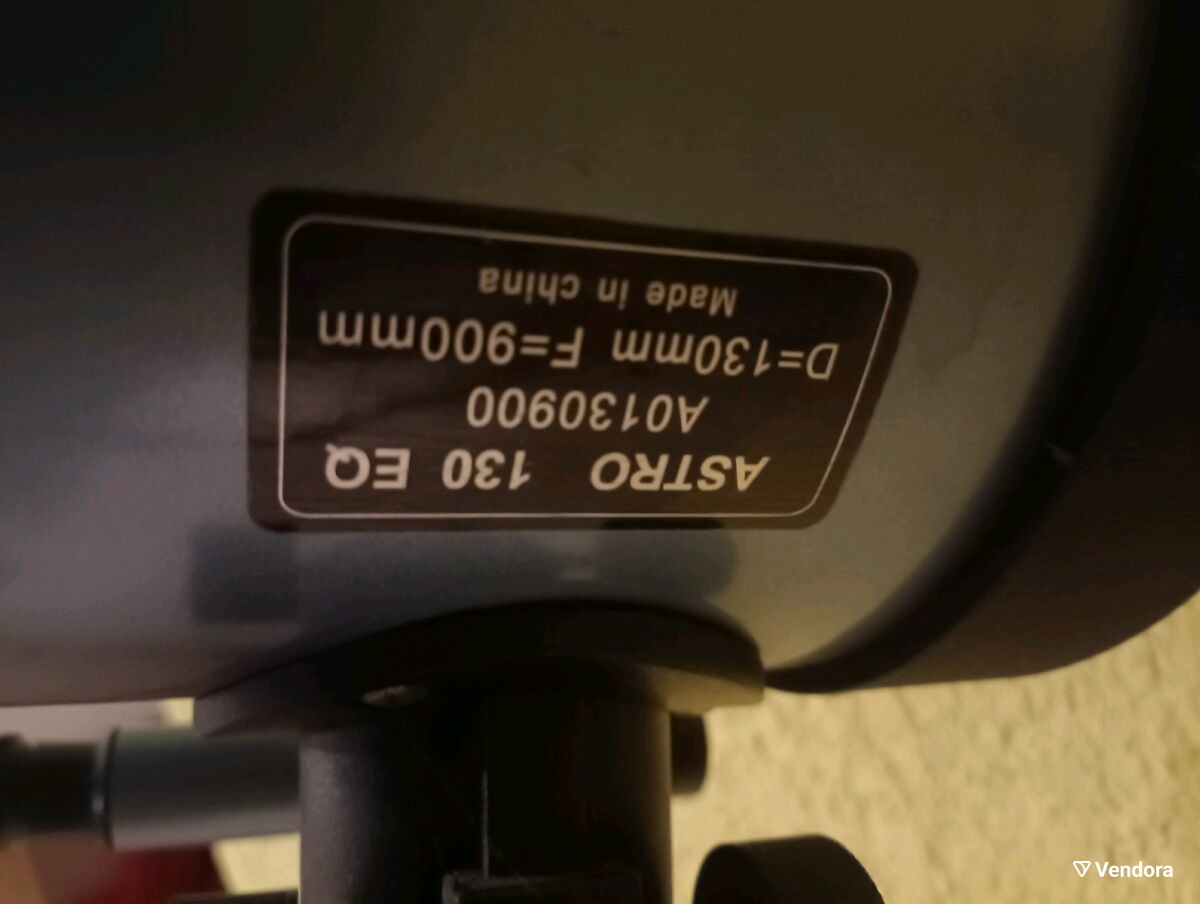 ASTRO 130 EQ
A0130900
D=130mm F=900mm
Made in china
Vendora